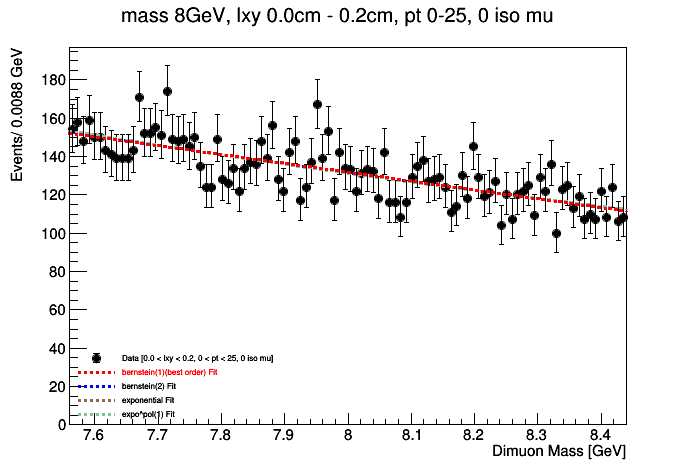 mass 8GeV, lxy 0.0cm - 0.2cm, pt 0-25, 0 iso mu
Events/ 0.0088 GeV
180
160
140
120
100
80
60
40
20
0
Data [0.0 < lxy < 0.2, 0 < pt < 25, 0 iso mu]
bernstein(1)(best order) Fit
bernstein(2) Fit
exponential Fit
expo*pol(1) Fit
7.6 7.7 7.8 7.9 8 8.1 8.2 8.3 8.4
Dimuon Mass [GeV]